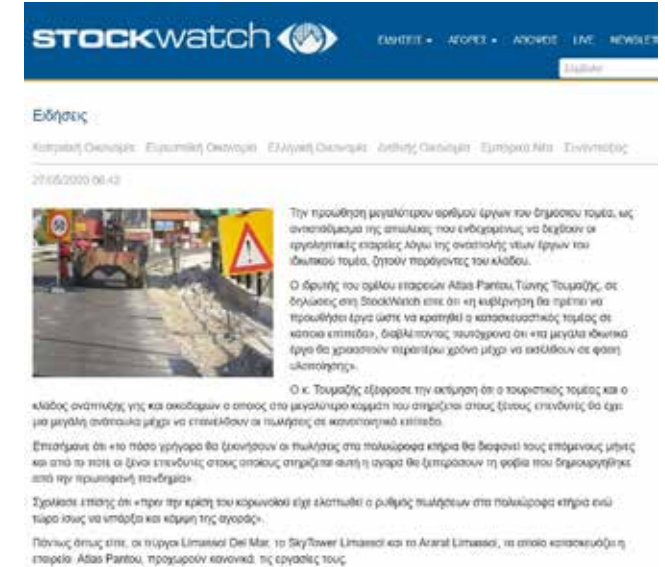 STOCKwatch
ΕΙΔΗΣΕΙΣ ΑΓΟΡΕΣ ΑΠΟΨΕΙΣ LIVE
Ειδήσεις
Κυπριακή Οικονομία Ευρωπαϊκή Οικονομία Ελληνική Οικονομία Διεθνής Οικονομία Εμπορικά Νέα Συνεντεύξεις
27/05/2020 06:42
50
Την προώθηση μεγαλύτερου αριθμού έργων του δημόσιου τομέα, ως
αντιστάθμισμα της απώλειας που ενδεχομένως να δεχθούν οι
εργοληπτικές εταιρείες λόγω της αναστολής νέων έργων του
ιδιωτικού τομέα, ζητούν παράγοντες του κλάδου.
Ο ιδρυτής του ομίλου εταιρειών Atlas Pantou, Τώνης Τουμαζής, σε
δηλώσεις στη StockWatch είπε ότι «η κυβέρνηση θα πρέπει να
προωθήσει έργα ώστε να κρατηθεί ο κατασκευαστικός τομέας σε
κάποια επίπεδα», διαβλέποντας ταυτόχρονα ότι «τα μεγάλα ιδιωτικά
έργα θα χρειαστούν περαιτέρω χρόνο μέχρι να εισέλθουν σε φάση
υλοποίησης».
Ο κ. Τουμαζής εξέφρασε την εκτίμηση ότι ο τουριστικός τομέας και ο
κλάδος ανάπτυξης γης και οικοδομών ο οποίος στο μεγαλύτερο κομμάτι του στηρίζεται στους ξένους επενδυτές θα έχει
μια μεγάλη ανάπαυλα μέχρι να επανέλθουν οι πωλήσεις σε ικανοποιητικό επίπεδο.
Επεσήμανε ότι «το πόσο γρήγορα θα ξεκινήσουν οι πωλήσεις στα πολυώροφα κτήρια θα διαφανεί τους επόμενους μήνες
και από το πότε οι ξένοι επενδυτές στους οποίους στηρίζεται αυτή η αγορά θα ξεπεράσουν τη φοβία που δημιουργήθηκε
από την πρωτοφανή πανδημία».
Σχολίασε επίσης ότι «πριν την κρίση του κορωνοϊού είχε ελαττωθεί ο ρυθμός πωλήσεων στα πολυώροφα κτήρια ενώ
τώρα ίσως να υπάρξει και κάμψη της αγοράς».
Πάντως όπως είπε, οι πύργοι Limassol Del Mar, το SkyTower Limassol και το Ararat Limassol, τα οποία κατασκευάζει η
εταιρεία Atlas Pantou, προχωρούν κανονικά τις εργασίες τους.